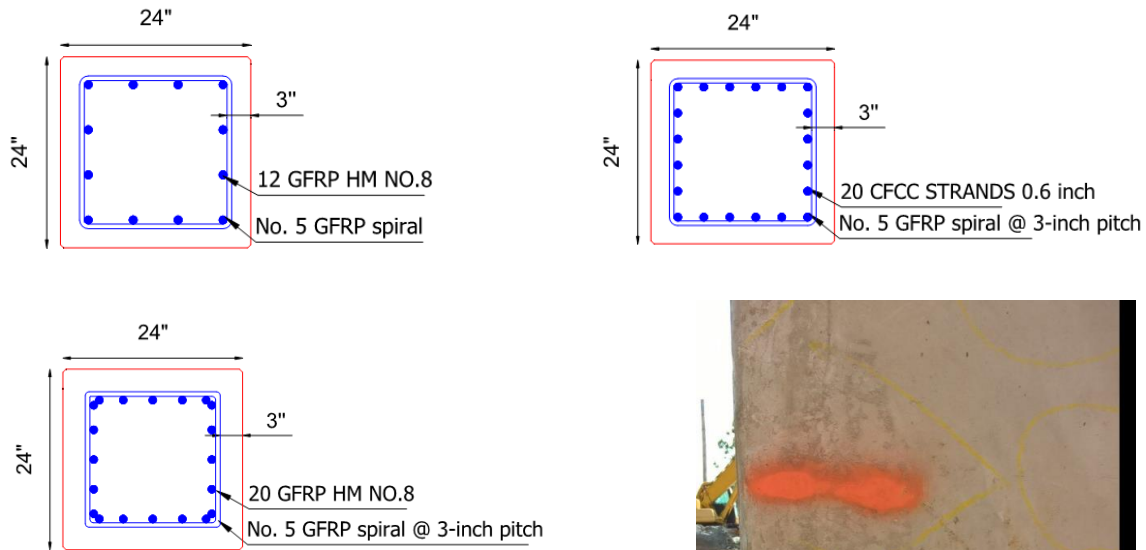 24"
24"
3"
12 GFRP HM NO.8
No. 5 GFRP spiral
24"
24"
3"
20 CFCC STRANDS 0.6 inch
No. 5 GFRP spiral @ 3-inch pitch
24"
24"
3"
20 GFRP HM NO.8
No. 5 GFRP spiral @ 3-inch pitch